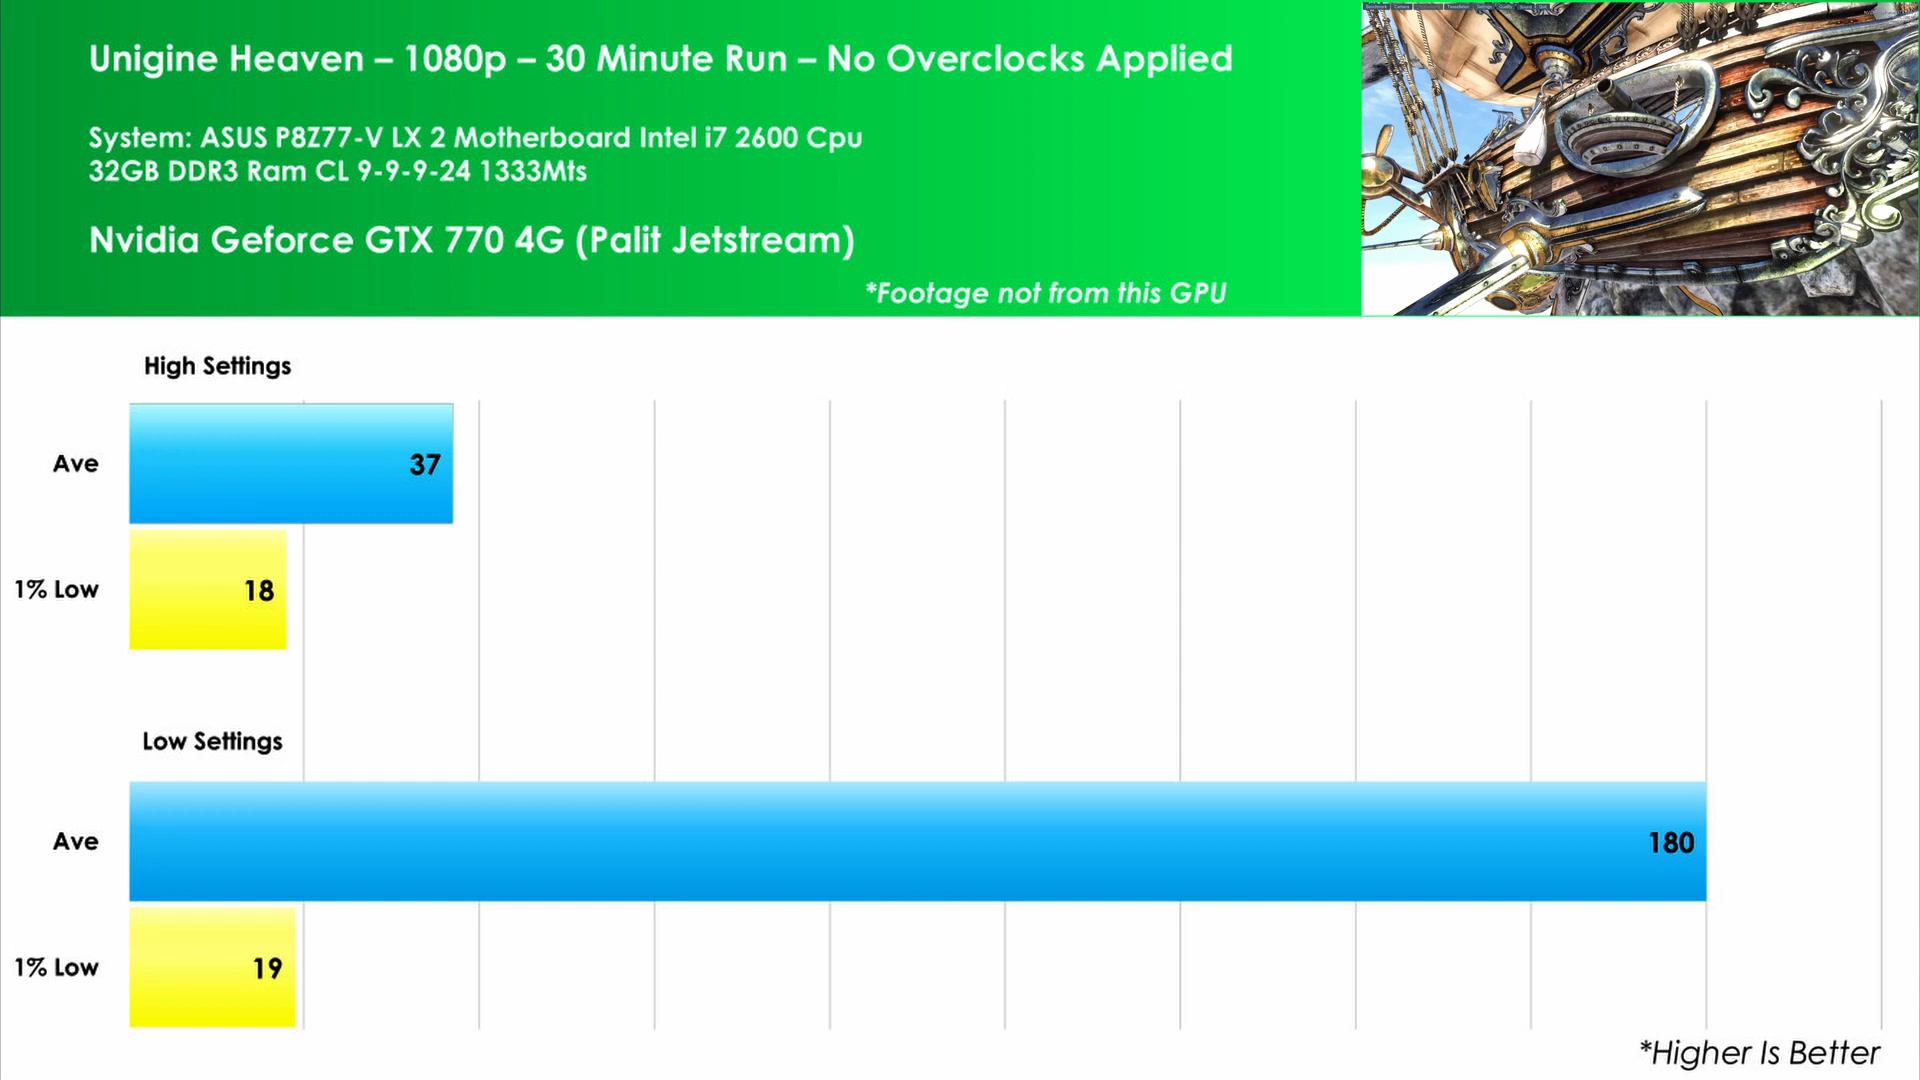 Unigine Heaven – 1080p – 30 Minute Run – No Overclocks Applied
System: ASUS P8Z77-V LX 2 Motherboard Intel i7 2600 Cpu
32GB DDR3 Ram CL 9-9-9-24 1333Mts
Nvidia Geforce GTX 770 4G (Palit Jetstream)
*Footage not from this GPU
High Settings
Ave
37
1% Low
18
Low Settings
Ave
180
1% Low
19
*Higher Is Better